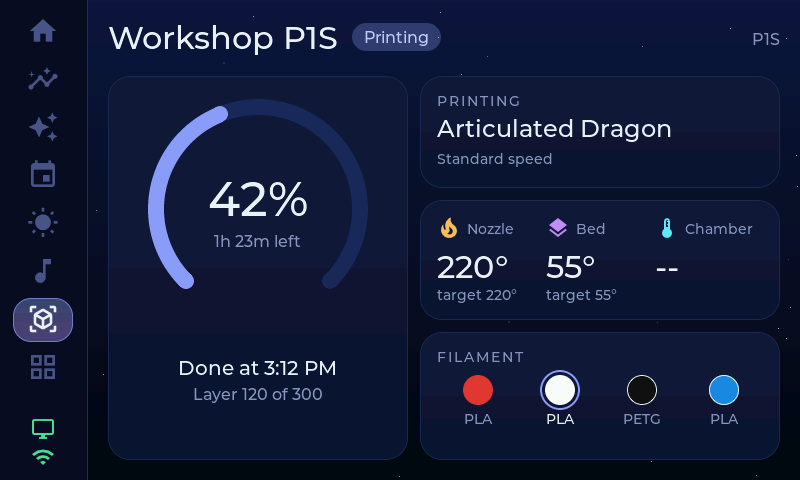 Workshop P1S
Printing
P1S
42%
1h 23m left
Done at 3:12 PM
Layer 120 of 300
PRINTING
Articulated Dragon
Standard speed
Nozzle
220°
target 220°
Bed
55°
target 55°
Chamber
--
FILAMENT
PLA
PLA
PETG
PLA